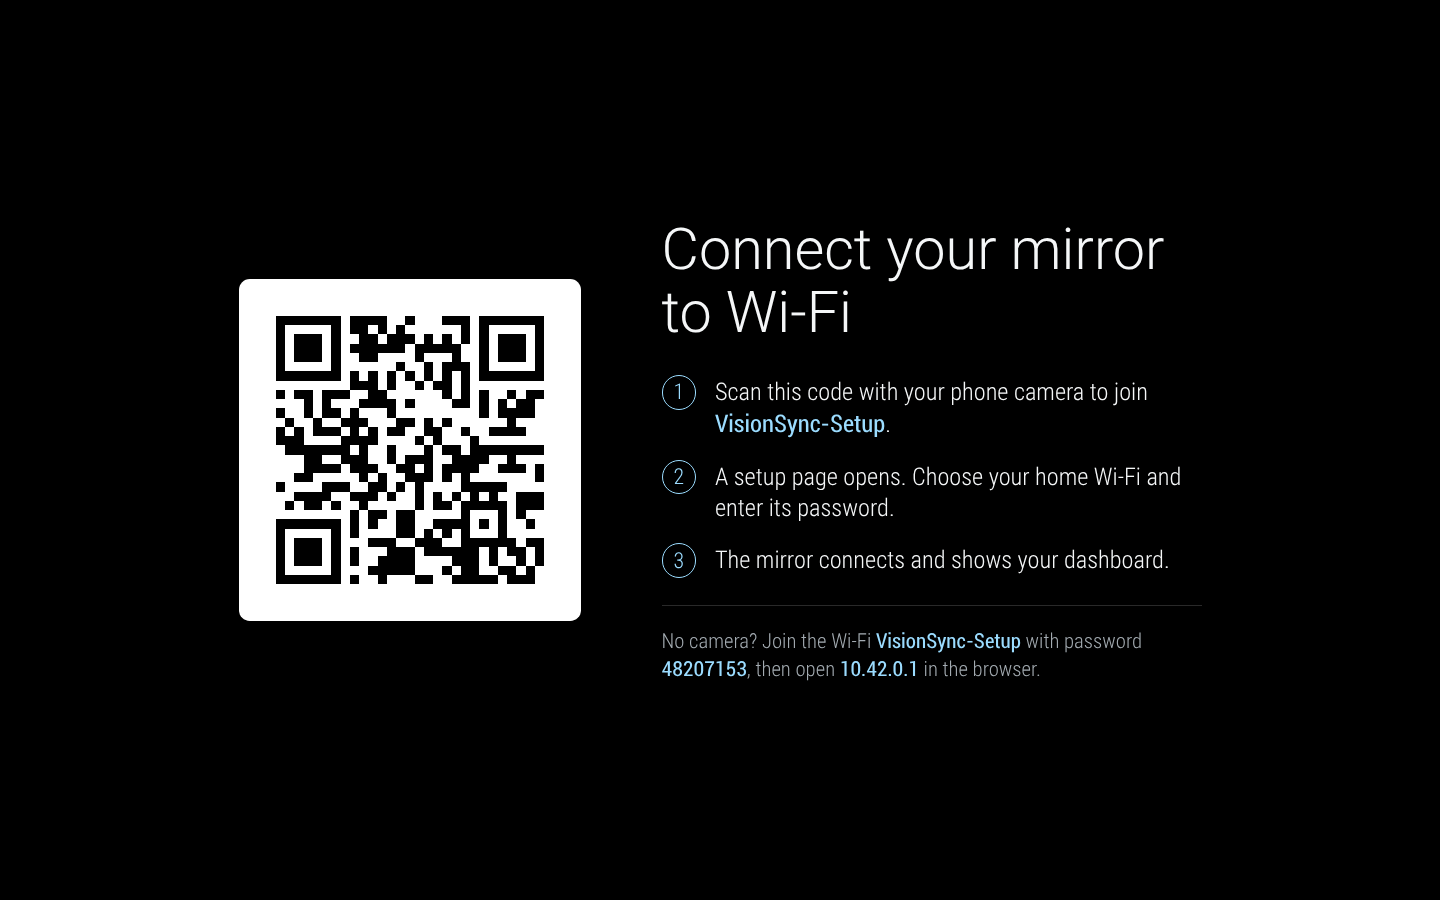 Connect your mirror
to Wi-Fi
1 Scan this code with your phone camera to join
VisionSync-Setup.
2 A setup page opens. Choose your home Wi-Fi and
enter its password.
3 The mirror connects and shows your dashboard.
No camera? Join the Wi-Fi VisionSync-Setup with password
48207153, then open 10.42.0.1 in the browser.